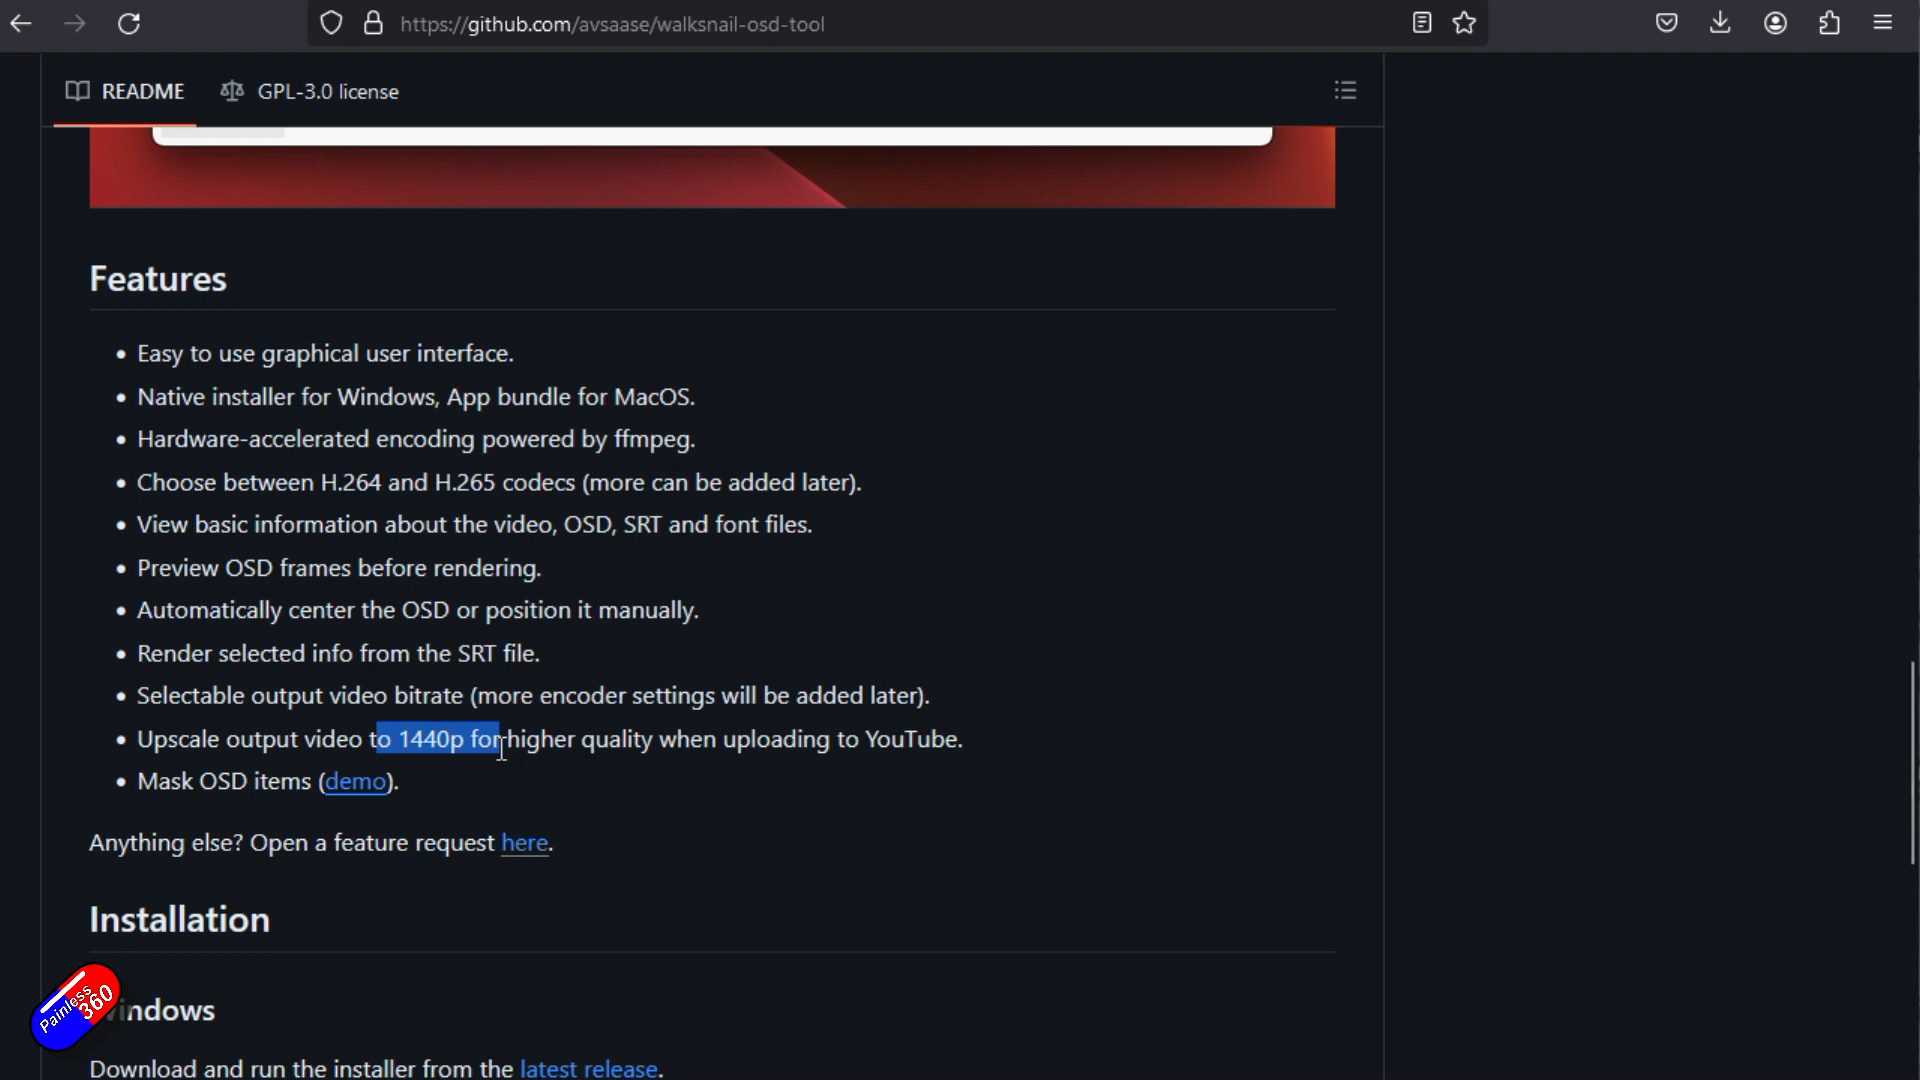 https://github.com/avsaase/walksnail-osd-tool
README
GPL-3.0 license
Features
Easy to use graphical user interface.
Native installer for Windows, App bundle for MacOS.
Hardware-accelerated encoding powered by ffmpeg.
Choose between H.264 and H.265 codecs (more can be added later).
View basic information about the video, OSD, SRT and font files.
Preview OSD frames before rendering.
Automatically center the OSD or position it manually.
Render selected info from the SRT file.
Selectable output video bitrate (more encoder settings will be added later).
Upscale output video to 1440p for higher quality when uploading to YouTube.
Mask OSD items (demo).
Anything else? Open a feature request here.
Installation
indows
Painless
360
Download and run the installer from the latest release.